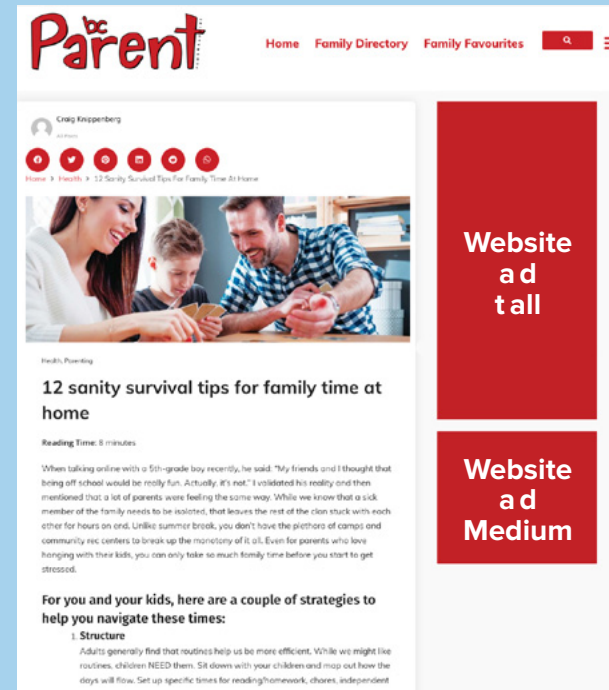 bc
Parent
Home Family Directory Family Favourites
Craig Knippenberg
All Posts
Home > Health > 12 Sanity Survival Tips For Family Time At Home
Health, Parenting
12 sanity survival tips for family time at
home
Reading Time: 8 minutes
When talking online with a 5th-grade boy recently, he said: "My friends and I thought that
being off school would be really fun. Actually, it's not." I validated his reality and then
mentioned that a lot of parents were feeling the same way. While we know that a sick
member of the family needs to be isolated, that leaves the rest of the clan stuck with each
other for hours on end. Unlike summer break, you don't have the plethora of camps and
community rec centers to break up the monotony of it all. Even for parents who love
hanging with their kids, you can only take so much family time before you start to get
stressed.
For you and your kids, here are a couple of strategies to
help you navigate these times:
1. Structure
Adults generally find that routines help us be more efficient. While we might like
routines, children NEED them. Sit down with your children and map out how the
days will flow. Set up specific times for reading/homework, chores, independent
Website
ad
tall
Website
ad
Medium